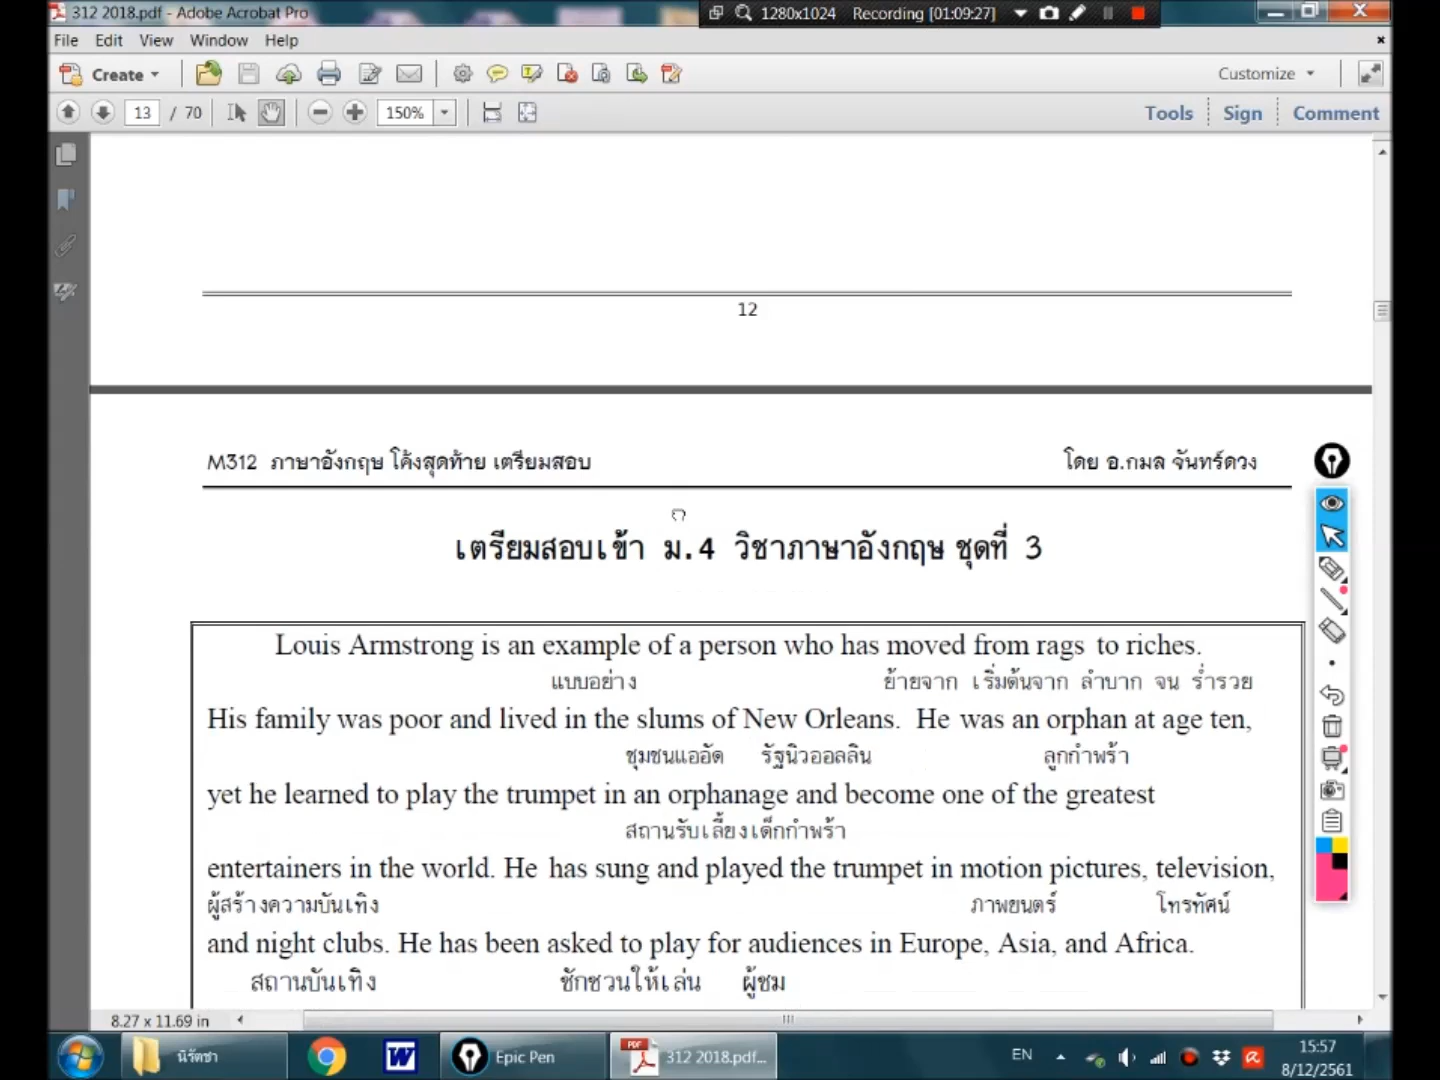 312 2018.pdf - Adobe Acrobat Pro
1280x1024 Recording [01:09:27]
File Edit View Window Help
Create
Customize
13 / 70
150%
Tools Sign Comment
12
M312 ภาษาอังกฤษ โค้งสุดท้าย เตรียมสอบ โดย อ.กมล จันทร์ดวง
เตรียมสอบเข้า ม.4 วิชาภาษาอังกฤษ ชุดที่ 3
Louis Armstrong is an example of a person who has moved from rags to riches.
แบบอย่าง ย้ายจาก เริ่มต้นจาก ลำบาก จน ร่ำรวย
His family was poor and lived in the slums of New Orleans. He was an orphan at age ten,
ชุมชนแออัด รัฐนิวออลลิน ลูกกำพร้า
yet he learned to play the trumpet in an orphanage and become one of the greatest
สถานรับเลี้ยงเด็กกำพร้า
entertainers in the world. He has sung and played the trumpet in motion pictures, television,
ผู้สร้างความบันเทิง ภาพยนตร์ โทรทัศน์
and night clubs. He has been asked to play for audiences in Europe, Asia, and Africa.
สถานบันเทิง ชักชวนให้เล่น ผู้ชม
8.27 x 11.69 in
นิรัตชา
Epic Pen
312 2018.pdf...
EN
15:57
8/12/2561